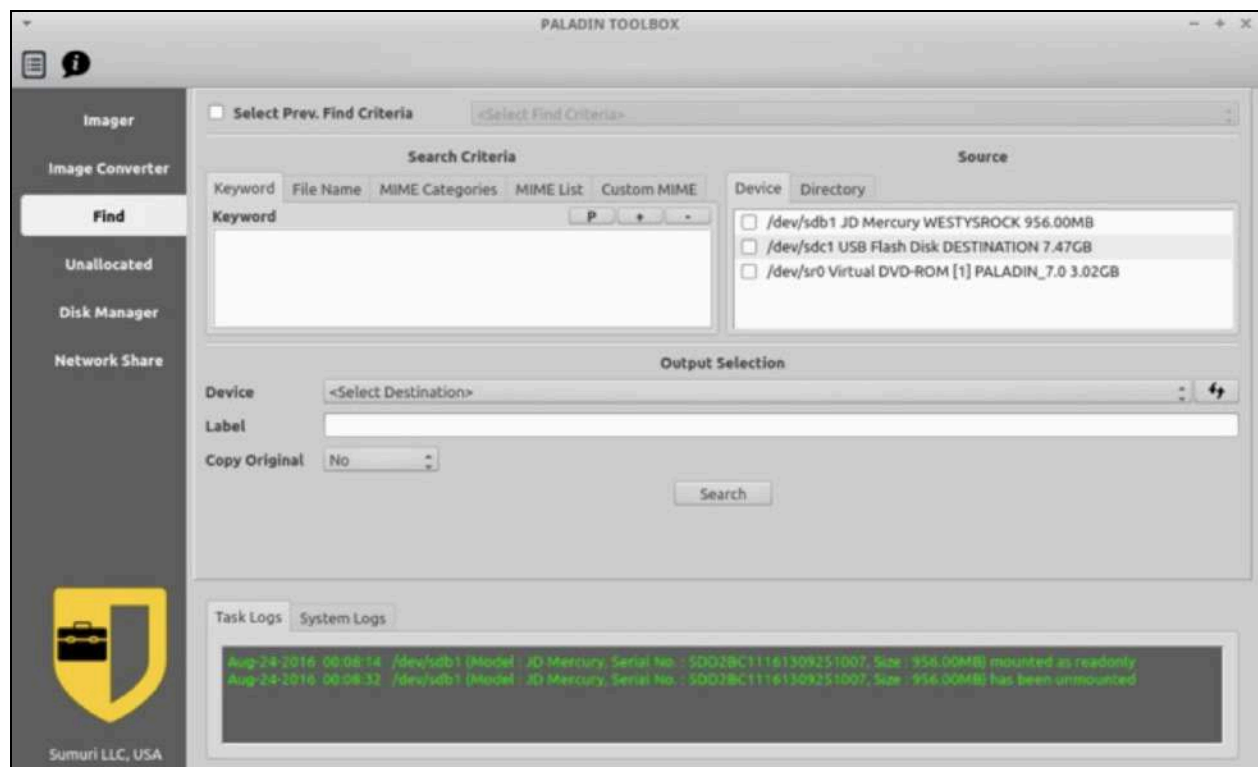 PALADIN TOOLBOX
Imager
Image Converter
Find
Unallocated
Disk Manager
Network Share
Select Prev. Find Criteria <Select Find Criteria>
Search Criteria
Keyword File Name MIME Categories MIME List Custom MIME
Keyword P + -
Source
Device Directory
/dev/sdb1 JD Mercury WESTYSROCK 956.00MB
/dev/sdc1 USB Flash Disk DESTINATION 7.47GB
/dev/sr0 Virtual DVD-ROM [1] PALADIN_7.0 3.02GB
Output Selection
Device <Select Destination>
Label
Copy Original No
Search
Task Logs System Logs
Aug-24-2016 00:08:14 /dev/sdb1 (Model : JD Mercury, Serial No. : SDD2BC11161309251007, Size : 956.00MB) mounted as readonly
Aug-24-2016 00:08:32 /dev/sdb1 (Model : JD Mercury, Serial No. : SDD2BC11161309251007, Size : 956.00MB) has been unmounted
Sumuri LLC, USA